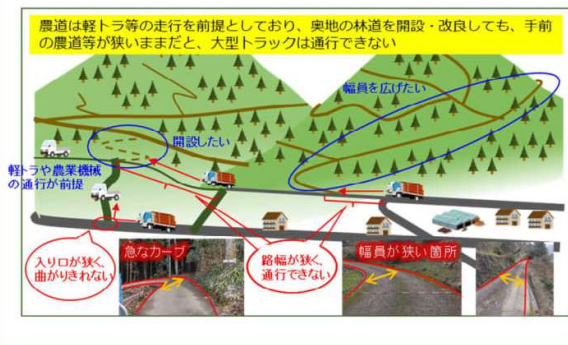 農道は軽トラ等の走行を前提としており、奥地の林道を開設・改良しても、手前
の農道等が狭いままだと、大型トラックは通行できない
幅員を広げたい
開設したい
軽トラや農業機械
の通行が前提
入り口が狭く、
曲がりきれない
急なカーブ
路幅が狭く、
通行できない
幅員が狭い箇所